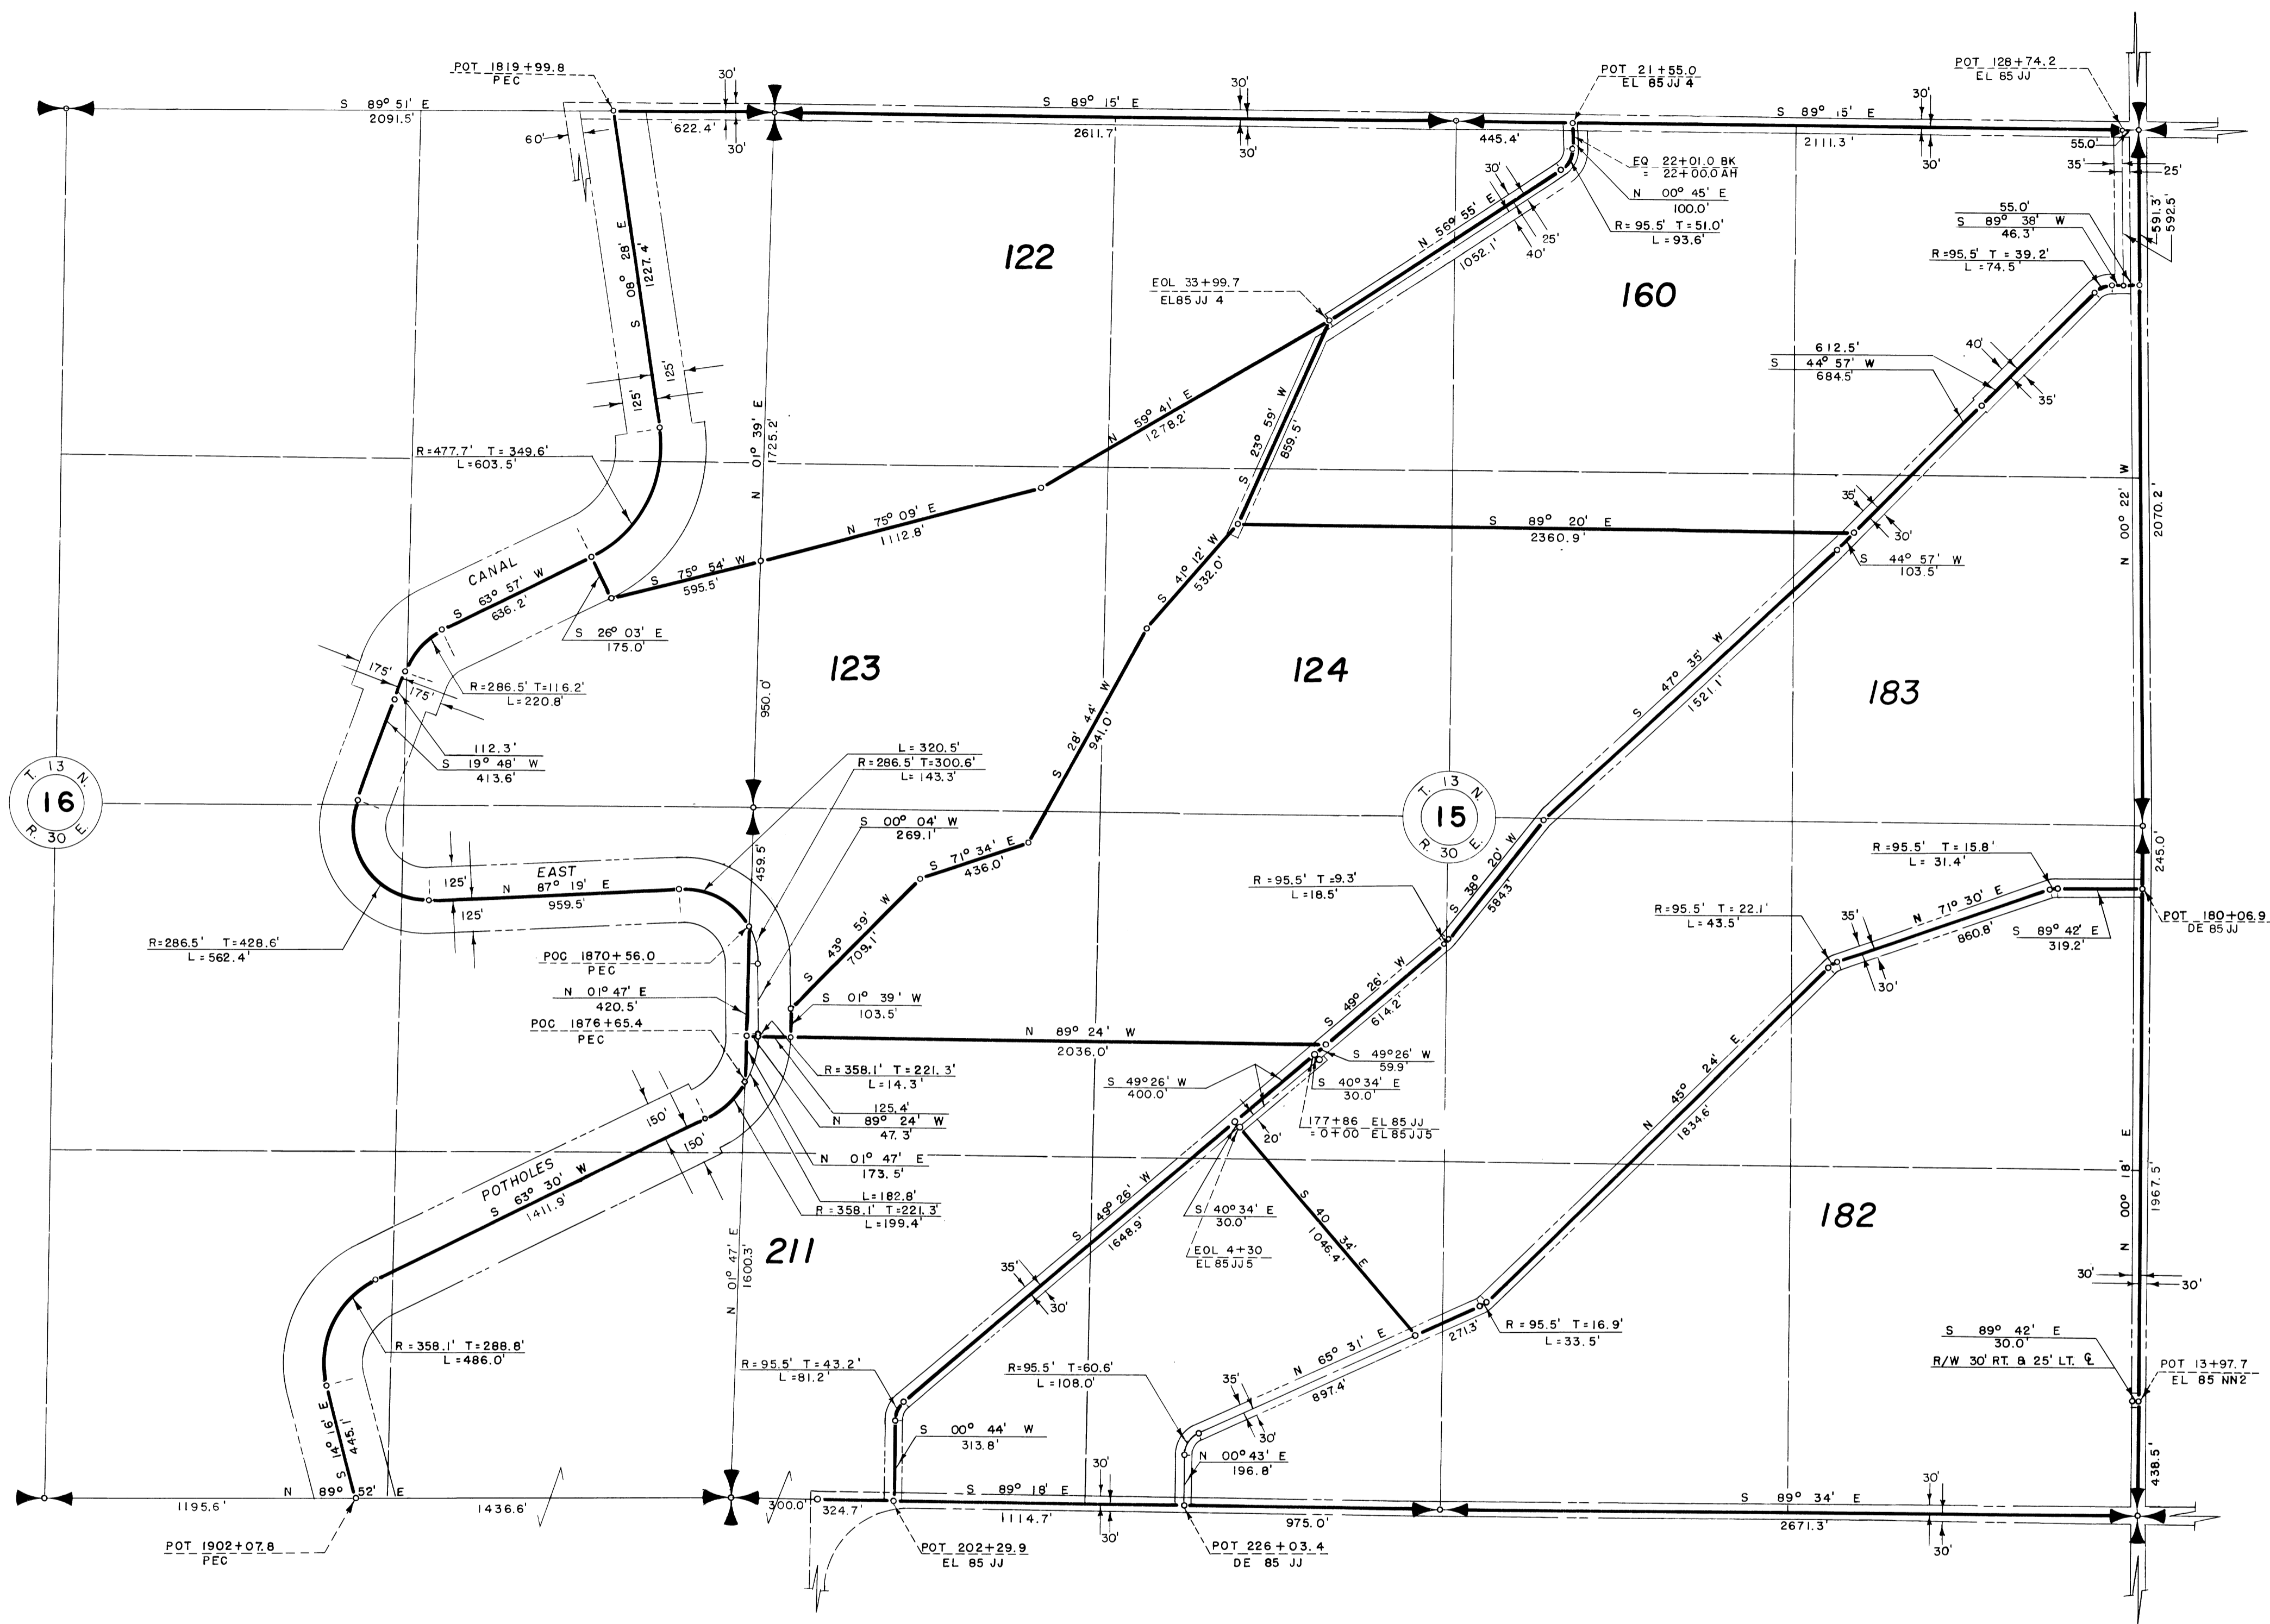 POT 1819+99.8
PEC
S 89° 51' E
2091.5'
60'
622.4'
30'
30'
S 89° 15' E
2611.7'
30'
30'
445.4'
POT 21+55.0
EL 85 JJ 4
S 89° 15' E
2111.3'
30'
30'
POT 128+74.2
EL 85 JJ
55.0'
35'
25'
EQ 22+01.0 BK
= 22+00.0 AH
N 00° 45' E
100.0'
R=95.5' T=51.0'
L=93.6'
30'
25'
40'
N 56° 55' E
1052.1'
55.0'
S 89° 38' W
46.3'
R=95.5' T=39.2'
L=74.5'
591.3'
592.5'
S 08° 28' E
1227.4'
125'
125'
122
160
EOL 33+99.7
EL85 JJ 4
N 59° 41' E
1278.2'
S 23° 59' W
859.5'
612.5'
S 44° 57' W
684.5'
40'
35'
R=477.7' T=349.6'
L=603.5'
N 01° 39' E
1725.2'
N 75° 09' E
1112.8'
S 89° 20' E
2360.9'
35'
30'
S 44° 57' W
103.5'
N 00° 22' W
2070.2'
CANAL
S 63° 57' W
636.2'
S 75° 54' W
595.5'
S 26° 03' E
175.0'
S 41° 12' W
532.0'
175'
175'
R=286.5' T=116.2'
L=220.8'
123
124
183
S 47° 35' W
1521.1'
950.0'
S 28° 44' W
941.0'
112.3'
S 19° 48' W
413.6'
L=320.5'
R=286.5' T=300.6'
L=143.3'
T. 13 N.
16
R. 30 E.
T. 13 N.
15
R. 30 E.
S 00° 04' W
269.1'
459.5'
S 71° 34' E
436.0'
S 38° 20' W
584.3'
245.0'
R=95.5' T=15.8'
L=31.4'
EAST
N 87° 19' E
959.5'
125'
125'
R=95.5' T=9.3'
L=18.5'
R=95.5' T=22.1'
L=43.5'
N 71° 30' E
860.8'
35'
30'
S 89° 42' E
319.2'
POT 180+06.9
DE 85 JJ
R=286.5' T=428.6'
L=562.4'
POC 1870+56.0
PEC
N 01° 47' E
420.5'
POC 1876+65.4
PEC
S 43° 59' W
709.1'
S 01° 39' W
103.5'
N 89° 24' W
2036.0'
S 49° 26' W
614.2'
S 49° 26' W
59.9'
S 40° 34' E
30.0'
S 49° 26' W
400.0'
177+86 EL 85 JJ
= 0+00 EL85JJ5
20'
R=358.1' T=221.3'
L=14.3'
125.4'
N 89° 24' W
47.3'
N 01° 47' E
173.5'
L=182.8'
R=358.1' T=221.3'
L=199.4'
150'
150'
POTHOLES
S 63° 30' W
1411.9'
N 45° 24' E
1834.6'
S 40° 34' E
30.0'
EOL 4+30
EL 85 JJ5
S 40 34' E
1046.4'
S 49° 26' W
1648.9'
35'
30'
211
182
N 01° 47' E
1600.3'
N 00° 18' E
1967.5'
30'
30'
R=358.1' T=288.8'
L=486.0'
R=95.5' T=43.2'
L=81.2'
R=95.5' T=60.6'
L=108.0'
N 65° 31' E
897.4'
35'
30'
271.3'
R=95.5' T=16.9'
L=33.5'
S 89° 42' E
30.0'
R/W 30' RT. & 25' LT. ℄
POT 13+97.7
EL 85 NN2
S 14° 16' E
445.1'
S 00° 44' W
313.8'
N 00° 43' E
196.8'
438.5'
N 89° 52' E
1195.6'
1436.6'
300.0'
324.7'
S 89° 18' E
1114.7'
30'
30'
975.0'
S 89° 34' E
2671.3'
30'
30'
POT 1902+07.8
PEC
POT 202+29.9
EL 85 JJ
POT 226+03.4
DE 85 JJ